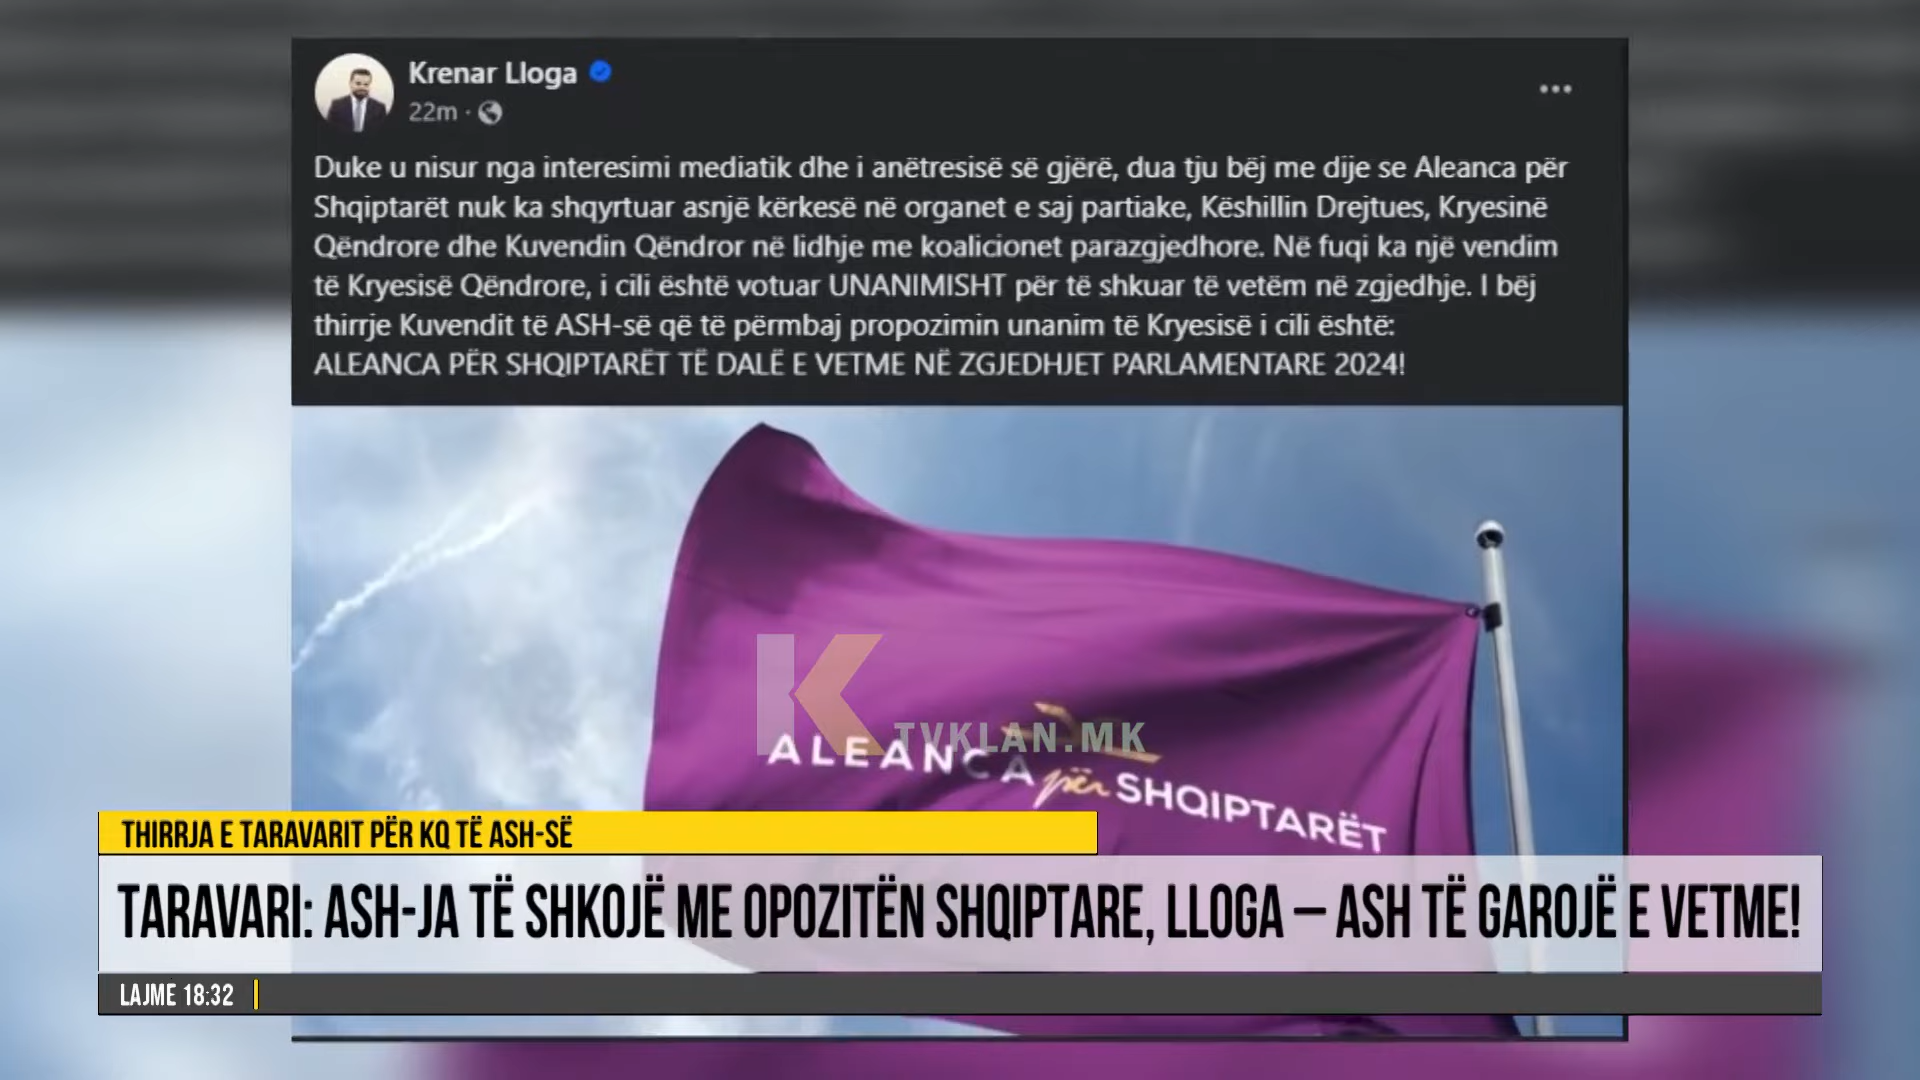 Krenar Lloga
22m ·
Duke u nisur nga interesimi mediatik dhe i anëtresisë së gjërë, dua tju bëj me dije se Aleanca për
Shqiptarët nuk ka shqyrtuar asnjë kërkesë në organet e saj partiake, Këshillin Drejtues, Kryesinë
Qëndrore dhe Kuvendin Qëndror në lidhje me koalicionet parazgjedhore. Në fuqi ka një vendim
të Kryesisë Qëndrore, i cili është votuar UNANIMISHT për të shkuar të vetëm në zgjedhje. I bëj
thirrje Kuvendit të ASH-së që të përmbaj propozimin unanim të Kryesisë i cili është:
ALEANCA PËR SHQIPTARËT TË DALË E VETME NË ZGJEDHJET PARLAMENTARE 2024!
K TVKLAN.MK
ALEANCA për SHQIPTARËT
THIRRJA E TARAVARIT PËR KQ TË ASH-SË
TARAVARI: ASH-JA TË SHKOJË ME OPOZITËN SHQIPTARE, LLOGA – ASH TË GAROJË E VETME!
LAJME 18:32